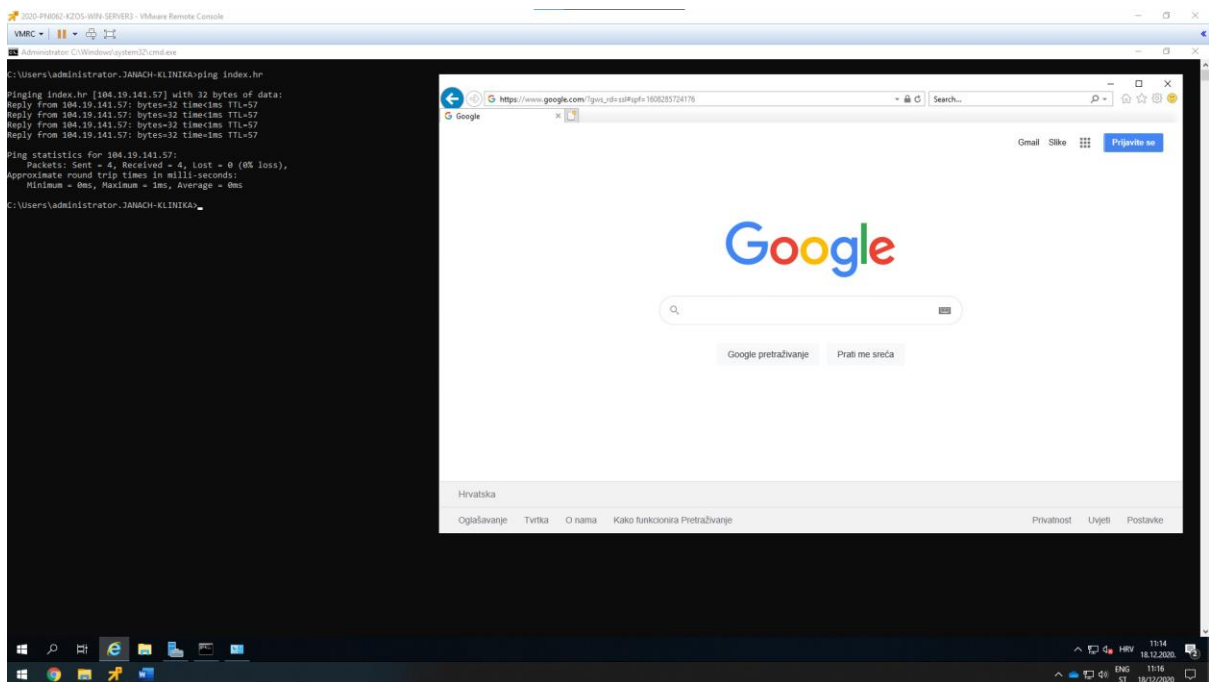 2020-PNI062-KZOS-WIN-SERVER3 - VMware Remote Console
VMRC
Administrator: C:\Windows\system32\cmd.exe
C:\Users\administrator.JANACH-KLINIKA>ping index.hr
Pinging index.hr [104.19.141.57] with 32 bytes of data:
Reply from 104.19.141.57: bytes=32 time<1ms TTL=57
Reply from 104.19.141.57: bytes=32 time<1ms TTL=57
Reply from 104.19.141.57: bytes=32 time<1ms TTL=57
Reply from 104.19.141.57: bytes=32 time=1ms TTL=57
Ping statistics for 104.19.141.57:
Packets: Sent = 4, Received = 4, Lost = 0 (0% loss),
Approximate round trip times in milli-seconds:
Minimum = 0ms, Maximum = 1ms, Average = 0ms
C:\Users\administrator.JANACH-KLINIKA>
https://www.google.com/?gws_rd=ssl#spf=1608285724176
Search...
Google
Gmail Slike Prijavite se
Google
Google pretraživanje Prati me sreća
Hrvatska
Oglašavanje Tvrtka O nama Kako funkcionira Pretraživanje Privatnost Uvjeti Postavke
HRV 11:14
18.12.2020.
ENG 11:16
ST 18/12/2020